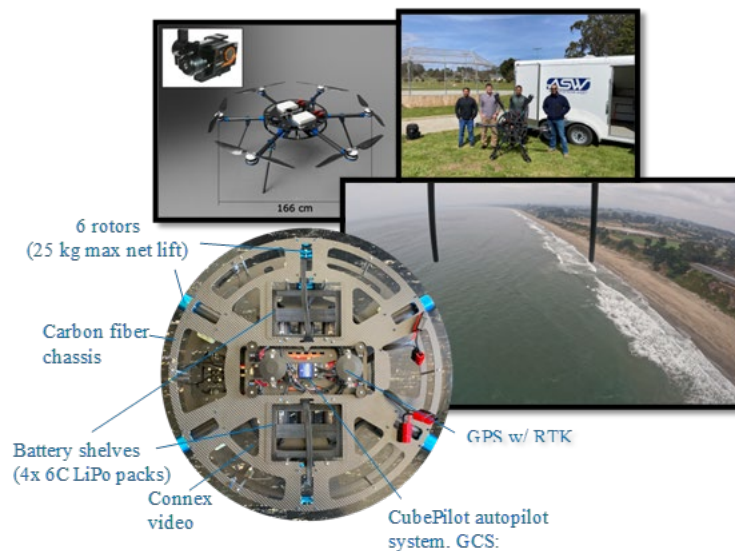 ASW
166 cm
6 rotors
(25 kg max net lift)
Carbon fiber
chassis
Battery shelves
(4x 6C LiPo packs)
Connex
video
GPS w/ RTK
CubePilot autopilot
system. GCS: